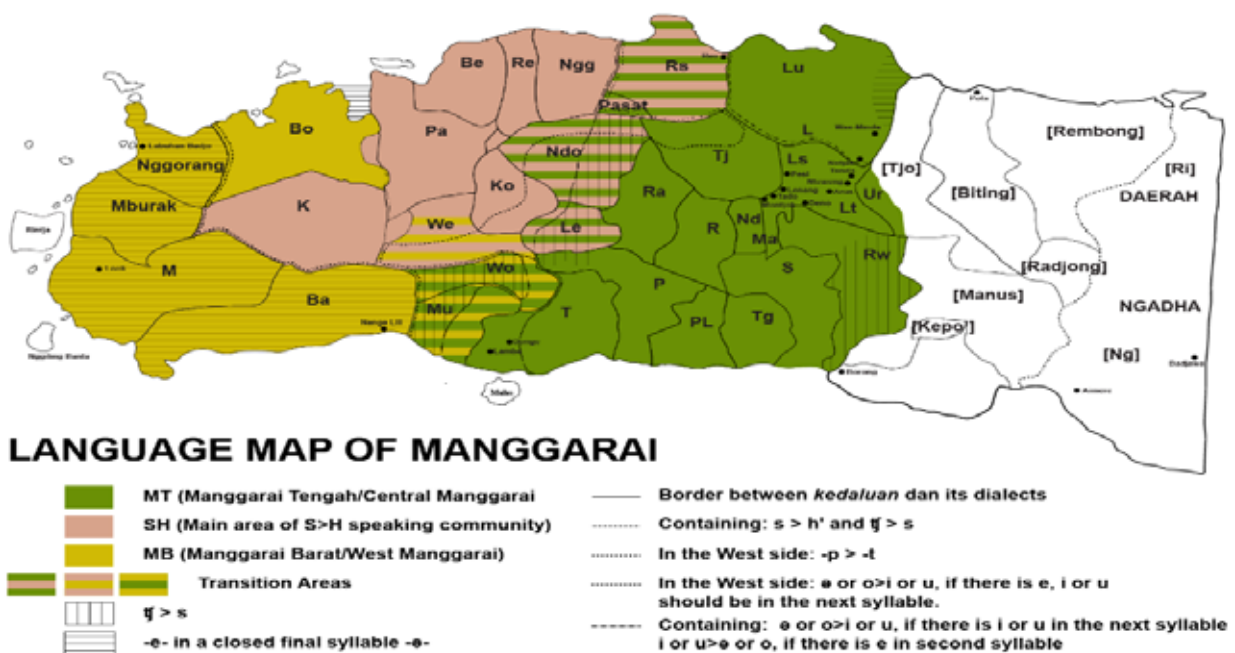 Be
Re
Ngg
Rs
Lu
Pasat
Bo
Pa
L
[Rembong]
Nggorang
Ndo
Tj
Ls
[Tjo]
[Ri]
Ko
[Biting]
DAERAH
Mburak
K
Ra
Ur
We
Le
Nd
R
Lt
Ma
M
Wo
S
Rw
[Radjong]
Ba
P
[Manus]
NGADHA
Mu
T
PL
Tg
[Kepo']
[Ng]
Nanga Lili
Borang
LANGUAGE MAP OF MANGGARAI
MT (Manggarai Tengah/Central Manggarai
SH (Main area of S>H speaking community)
MB (Manggarai Barat/West Manggarai)
Transition Areas
ʧ > s
-e- in a closed final syllable -ə-
Border between kedaluan dan its dialects
Containing: s > h' and ʧ > s
In the West side: -p > -t
In the West side: ə or o>i or u, if there is e, i or u
should be in the next syllable.
Containing: ə or o>i or u, if there is i or u in the next syllable
i or u>ə or o, if there is e in second syllable